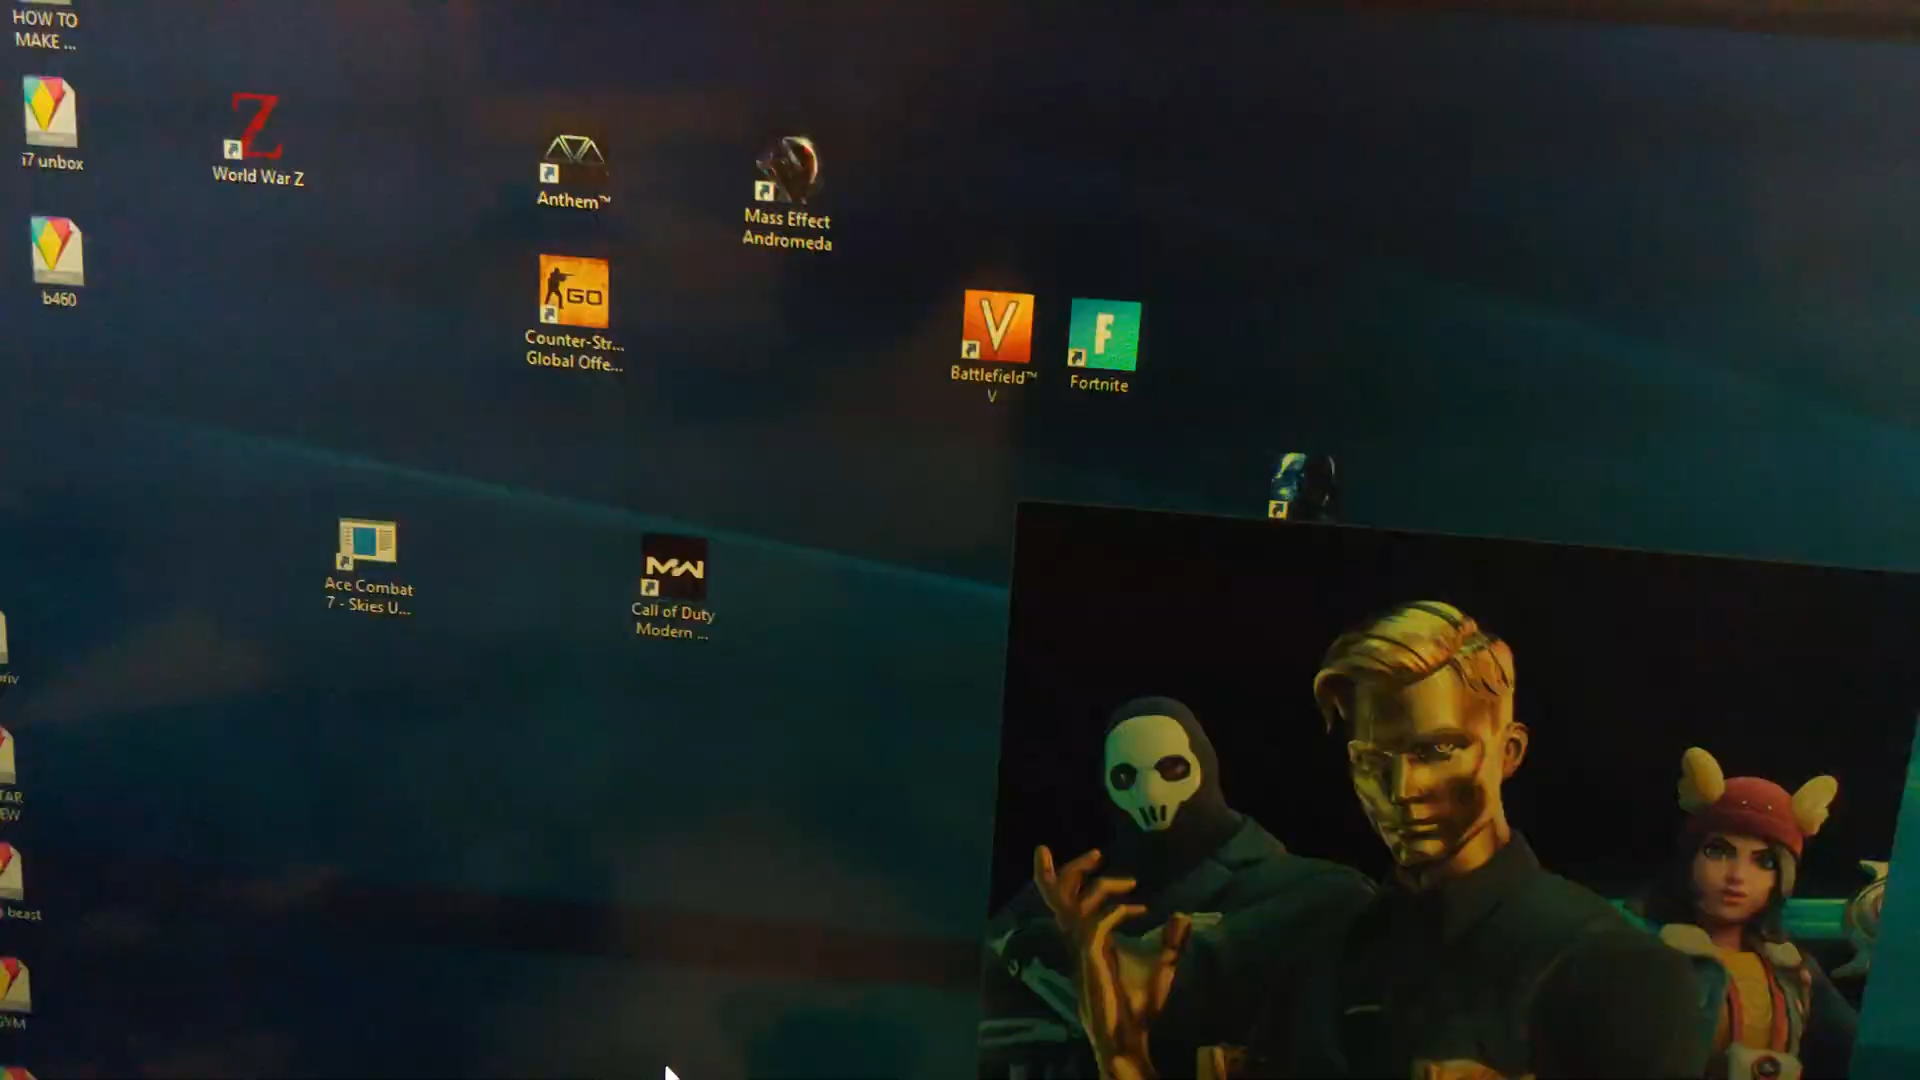 HOW TO
MAKE ...
i7 unbox
b460
Z
World War Z
Anthem™
Mass Effect
Andromeda
GO
Counter-Str...
Global Offe...
V
Battlefield™
V
F
Fortnite
Ace Combat
7 - Skies U...
MW
Call of Duty
Modern ...
beast
GYM